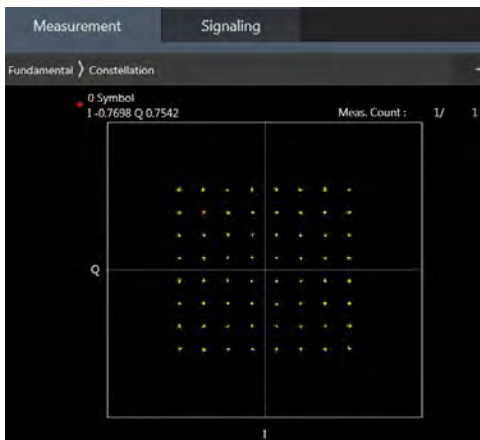 Measurement Signaling
Fundamental 〉 Constellation
0 Symbol
I -0.7698 Q 0.7542 Meas. Count : 1/ 1
Q
I